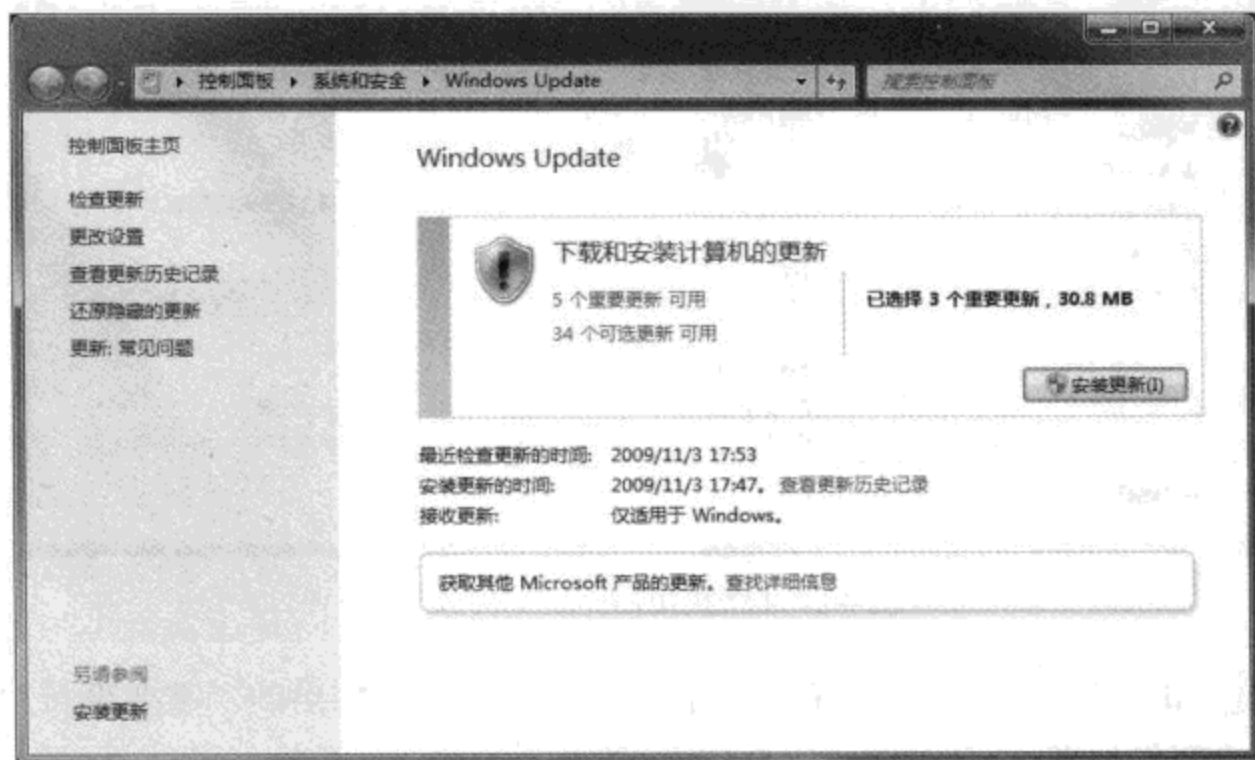 控制面板 ▸ 系统和安全 ▸ Windows Update
搜索控制面板
控制面板主页
检查更新
更改设置
查看更新历史记录
还原隐藏的更新
更新: 常见问题
另请参阅
安装更新
Windows Update
下载和安装计算机的更新
5 个重要更新 可用
34 个可选更新 可用
已选择 3 个重要更新，30.8 MB
安装更新(I)
最近检查更新的时间: 2009/11/3 17:53
安装更新的时间: 2009/11/3 17:47。查看更新历史记录
接收更新: 仅适用于 Windows。
获取其他 Microsoft 产品的更新。查找详细信息